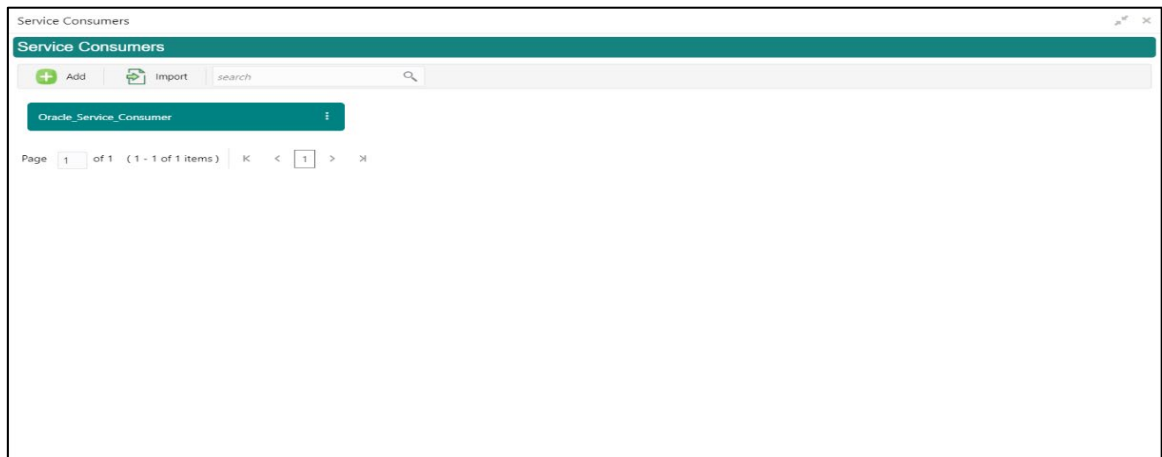 Service Consumers
Service Consumers
Add Import search
Oracle_Service_Consumer
Page 1 of 1 ( 1 - 1 of 1 items ) 1